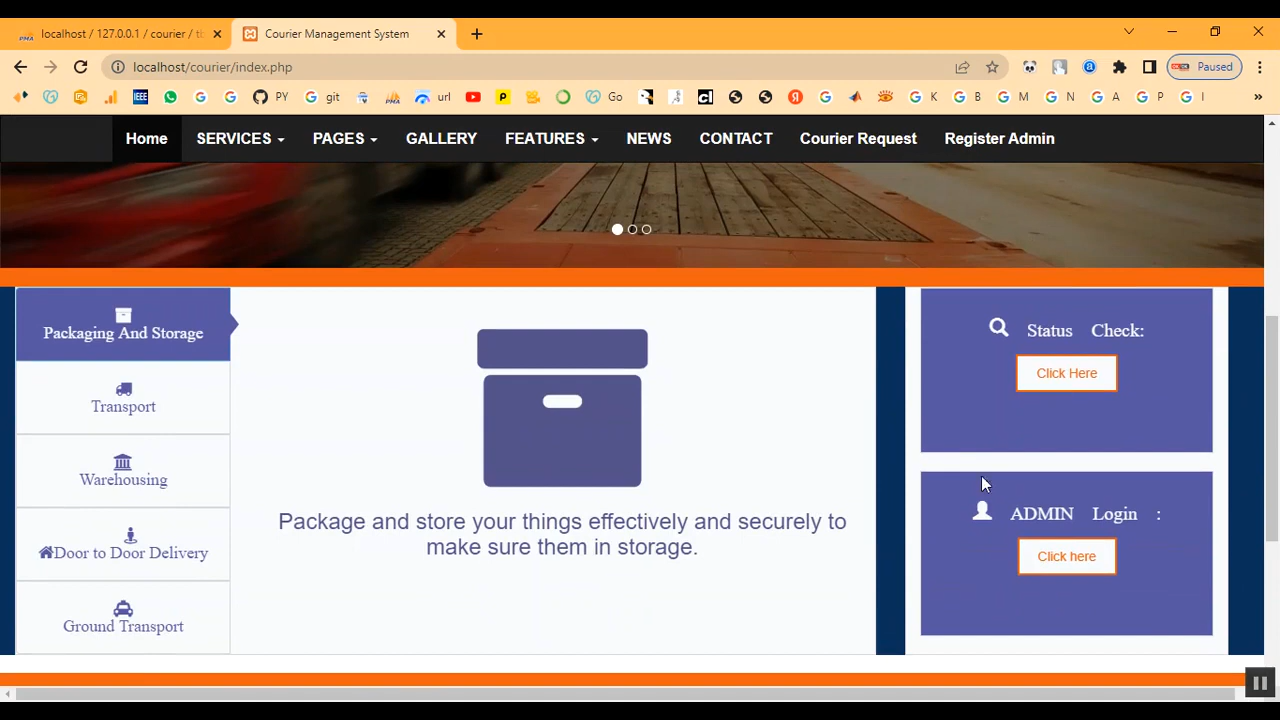 localhost / 127.0.0.1 / courier / tb
Courier Management System
localhost/courier/index.php
Paused
IEEE
PY
git
url
Go
K
B
M
N
A
P
I
Home SERVICES PAGES GALLERY FEATURES NEWS CONTACT Courier Request Register Admin
Packaging And Storage
Transport
Warehousing
Door to Door Delivery
Ground Transport
Package and store your things effectively and securely to
make sure them in storage.
Status Check:
Click Here
ADMIN Login :
Click here